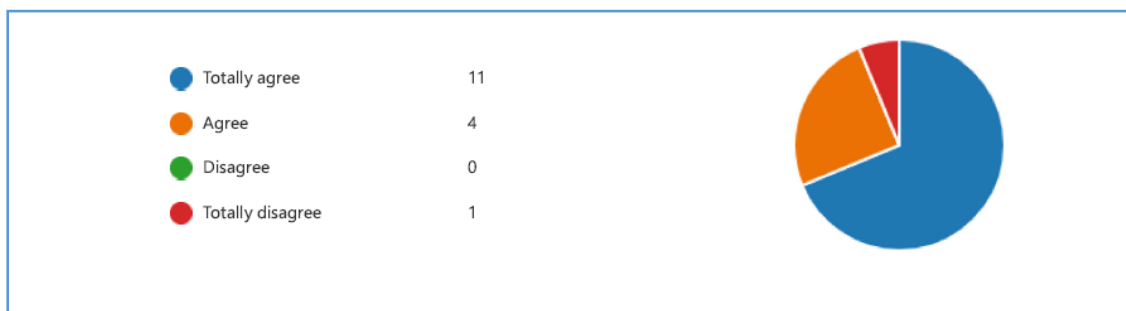 Totally agree 11
Agree 4
Disagree 0
Totally disagree 1